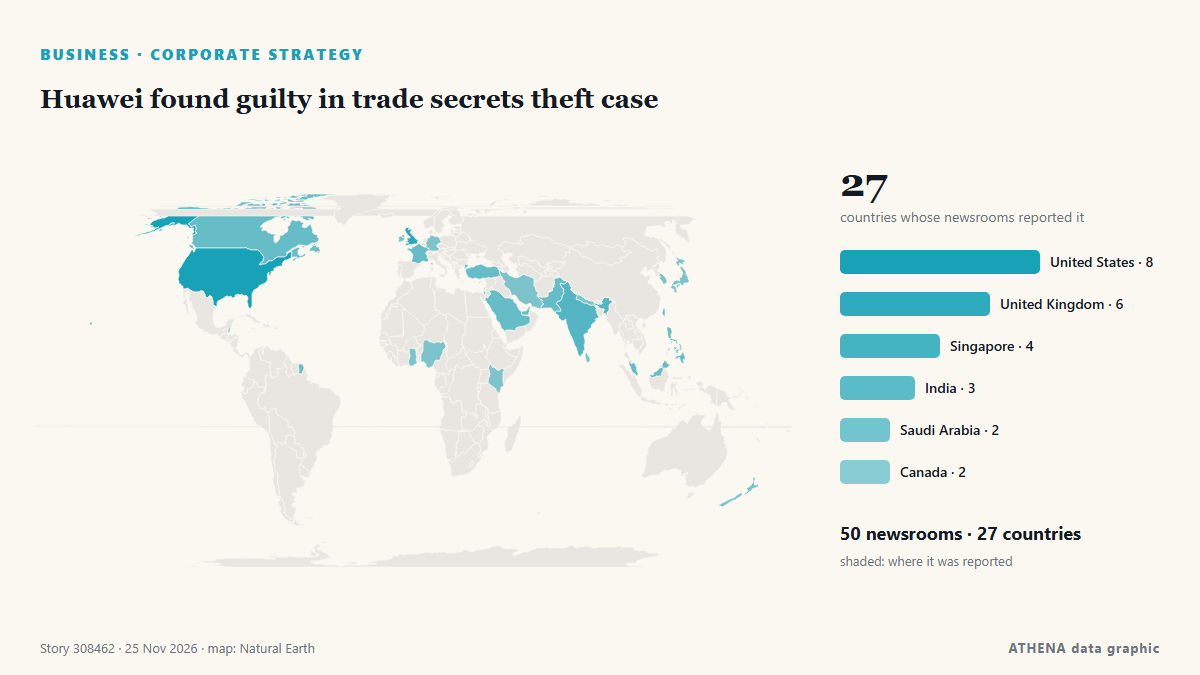 BUSINESS · CORPORATE STRATEGY
Huawei found guilty in trade secrets theft case
27
countries whose newsrooms reported it
United States · 8
United Kingdom · 6
Singapore · 4
India · 3
Saudi Arabia · 2
Canada · 2
50 newsrooms · 27 countries
shaded: where it was reported
Story 308462 · 25 Nov 2026 · map: Natural Earth
ATHENA data graphic